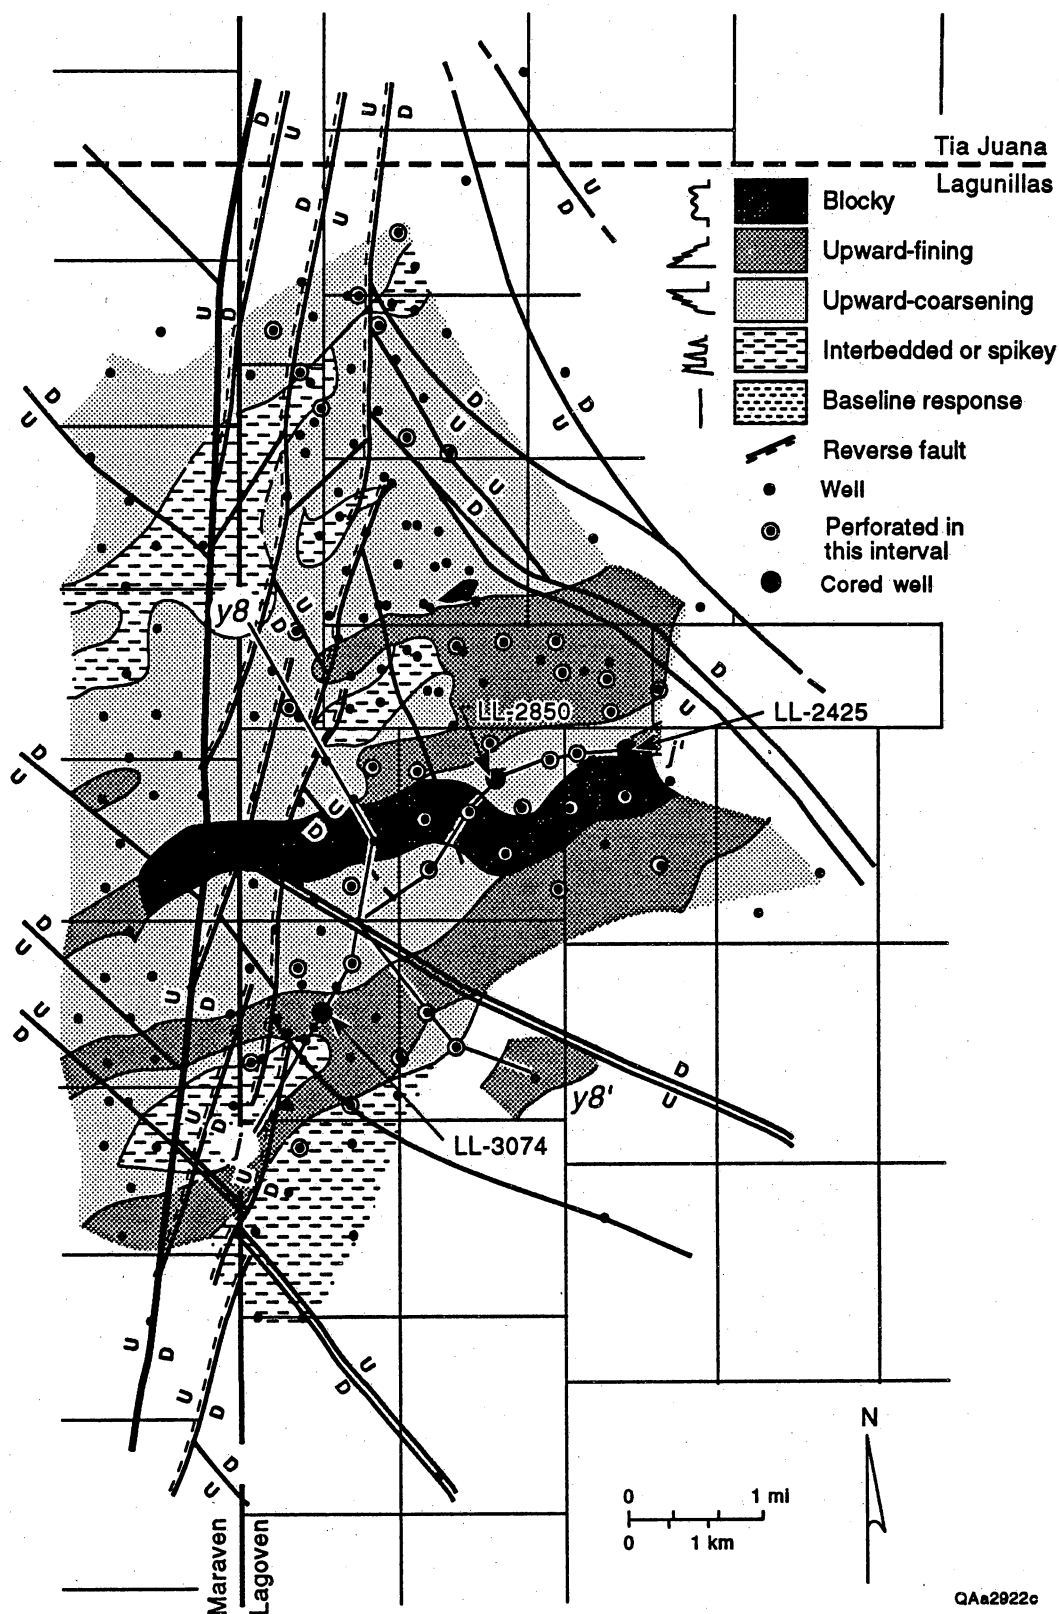 Tia Juana
Lagunillas
Blocky
Upward-fining
Upward-coarsening
Interbedded or spikey
Baseline response
Reverse fault
Well
Perforated in
this interval
Cored well
D
U
U
D
D
U
U
D
U
D
D
U
D
U
D
U
D
U
U
D
y8
U
D
D
U
LL-2850
LL-2425
D
U
U
D
D
U
U
D
U
D
D
U
y8'
U
D
LL-3074
U
D
U
D
U
D
U
D
D
U
N
0 1 mi
0 1 km
Maraven
Lagoven
QAa2922c